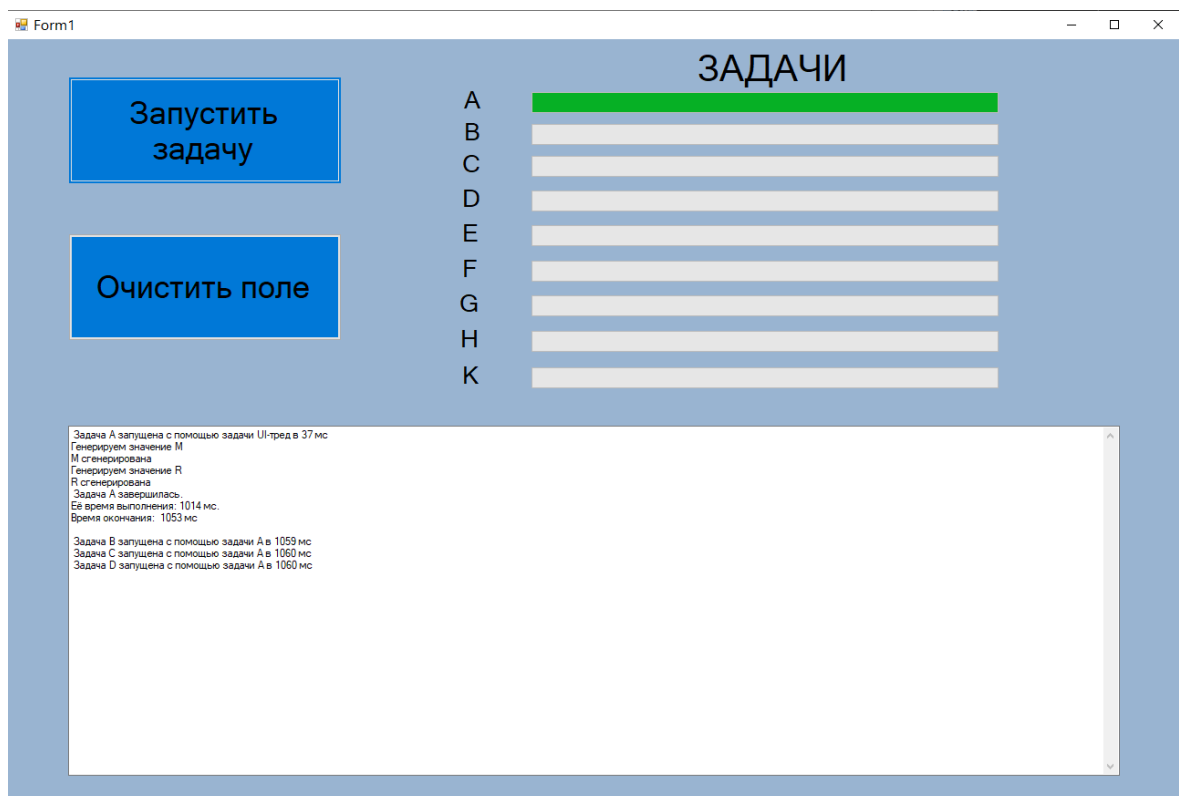 Form1
Запустить
задачу
Очистить поле
ЗАДАЧИ
A
B
C
D
E
F
G
H
K
Задача A запущена с помощью задачи UI-тред в 37 мс
Генерируем значение M
M сгенерирована
Генерируем значение R
R сгенерирована
Задача A завершилась.
Её время выполнения: 1014 мс.
Время окончания:  1053 мс
Задача B запущена с помощью задачи A в 1059 мс
Задача C запущена с помощью задачи A в 1060 мс
Задача D запущена с помощью задачи A в 1060 мс